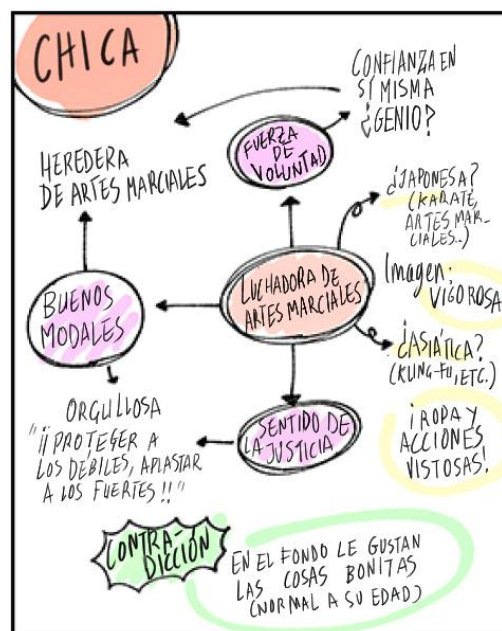 CHICA
CONFIANZA EN
SÍ MISMA
¿GENIO?
FUERZA
DE
VOLUNTAD
HEREDERA
DE ARTES MARCIALES
¿JAPONESA?
(KARATE,
ARTES MAR-
CIALES..)
LUCHADORA DE
ARTES MARCIALES
Imagen:
VIGOROSA
BUENOS
MODALES
¿ASIÁTICA?
(KUNG-FU, ETC.)
ORGULLOSA
"¡¡PROTEGER A
LOS DÉBILES, APLASTAR
A LOS FUERTES!!"
SENTIDO DE
LA JUSTICIA
¡ROPA Y
ACCIONES
VISTOSAS!
CONTRA-
DICCIÓN
EN EL FONDO LE GUSTAN
LAS COSAS BONITAS
(NORMAL A SU EDAD)